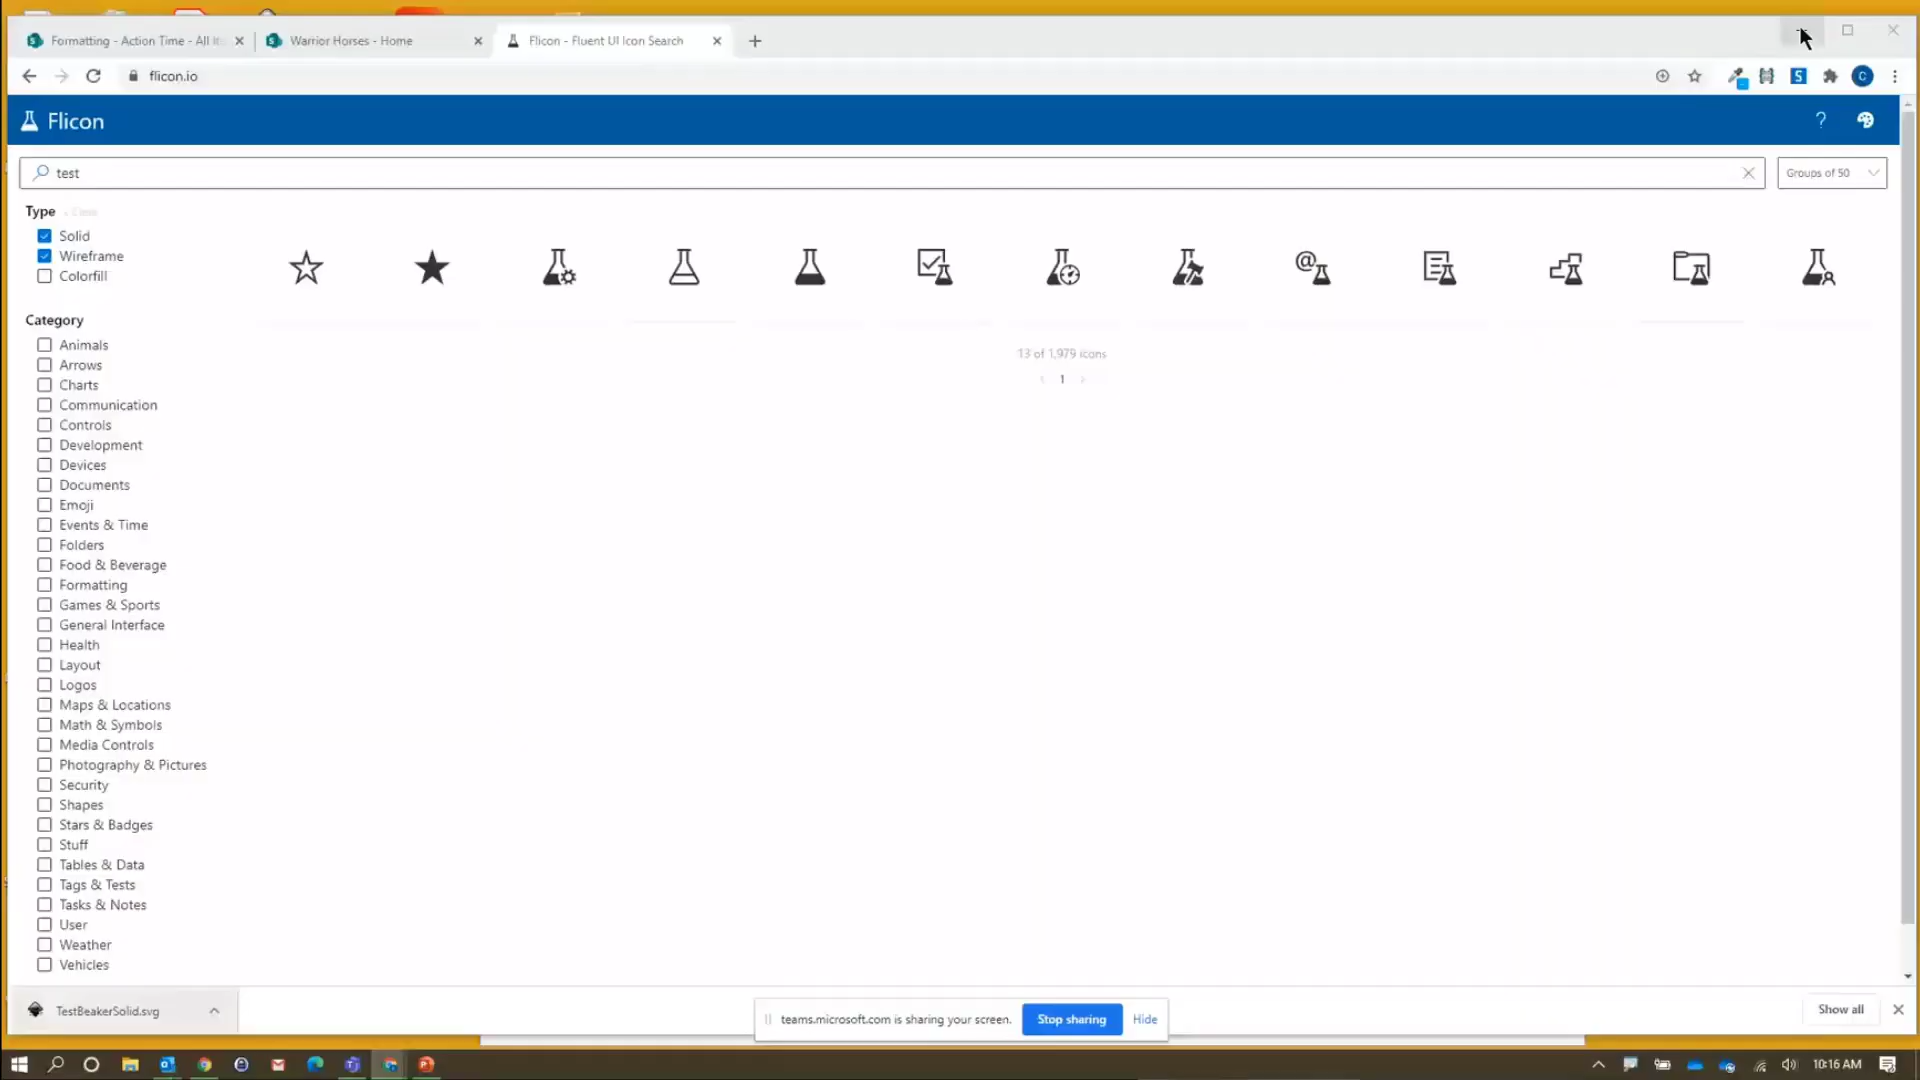 Formatting - Action Time - All It
Warrior Horses - Home
Flicon - Fluent UI Icon Search
flicon.io
Flicon
test
Groups of 50
Type
Solid
Wireframe
Colorfill
Category
Animals
Arrows
Charts
Communication
Controls
Development
Devices
Documents
Emoji
Events & Time
Folders
Food & Beverage
Formatting
Games & Sports
General Interface
Health
Layout
Logos
Maps & Locations
Math & Symbols
Media Controls
Photography & Pictures
Security
Shapes
Stars & Badges
Stuff
Tables & Data
Tags & Tests
Tasks & Notes
User
Weather
Vehicles
13 of 1,979 icons
1
TestBeakerSolid.svg
teams.microsoft.com is sharing your screen.
Stop sharing
Hide
Show all
10:16 AM